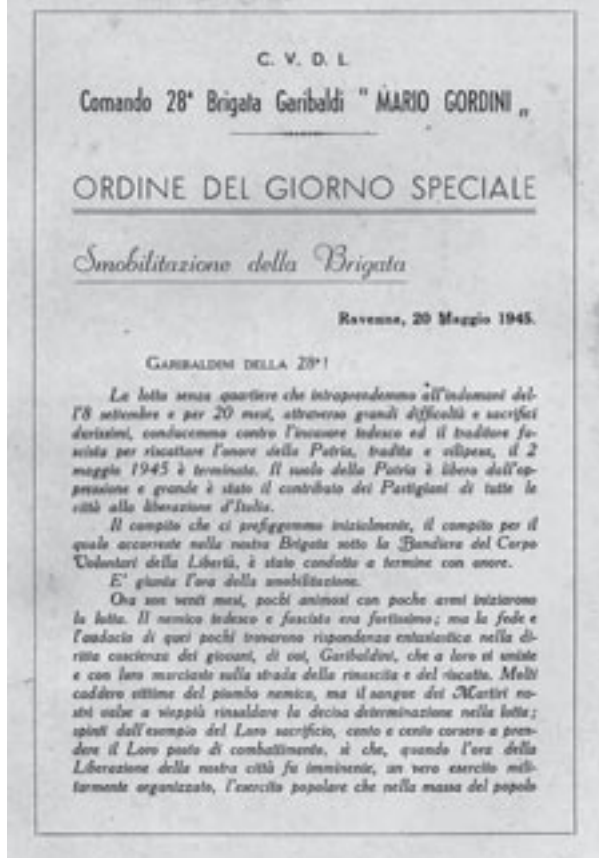 C. V. D. L.
Comando 28ª Brigata Garibaldi " MARIO GORDINI „
ORDINE DEL GIORNO SPECIALE
Smobilitazione della Brigata
Ravenna, 20 Maggio 1945.
GARIBALDINI DELLA 28ª!
La lotta senza quartiere che intraprendemmo all'indomani del-
l'8 settembre e per 20 mesi, attraverso grandi difficoltà e sacrifici
durissimi, conducemmo contro l'invasore tedesco ed il traditore fa-
scista per riscattare l'onore della Patria, tradita e vilipesa, il 2
maggio 1945 è terminata. Il suolo della Patria è libero dall'op-
pressione e grande è stato il contributo dei Partigiani di tutte le
città alla liberazione d'Italia.
Il compito che ci prefiggemmo inizialmente, il compito per il
quale accorreste nella nostra Brigata sotto la Bandiera del Corpo
Volontari della Libertà, è stato condotto a termine con onore.
E' giunta l'ora della smobilitazione.
Ora son venti mesi, pochi animosi con poche armi iniziarono
la lotta. Il nemico tedesco e fascista era fortissimo; ma la fede e
l'audacia di quei pochi trovarono rispondenza entusiastica nella di-
ritta coscienza dei giovani, di voi, Garibaldini, che a loro vi uniste
e con loro marciaste sulla strada della rinascita e del riscatto. Molti
caddero vittime del piombo nemico, ma il sangue dei Martiri no-
stri valse a vieppiù rinsaldare la decisa determinazione nella lotta;
spinti dall'esempio del Loro sacrificio, cento e cento corsero a pren-
dere il Loro posto di combattimento, sì che, quando l'ora della
Liberazione della nostra città fu imminente, un vero esercito mili-
tarmente organizzato, l'esercito popolare che nella massa del popolo